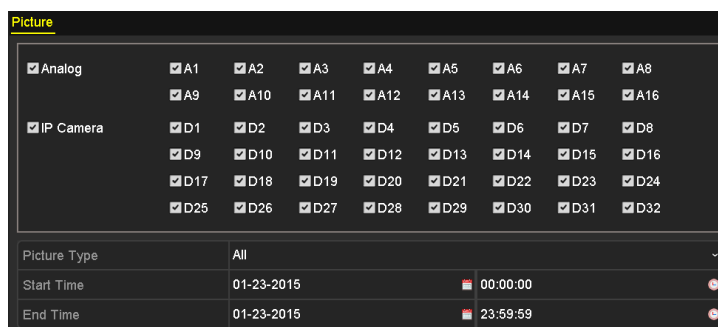 Picture
Analog A1 A2 A3 A4 A5 A6 A7 A8
A9 A10 A11 A12 A13 A14 A15 A16
IP Camera D1 D2 D3 D4 D5 D6 D7 D8
D9 D10 D11 D12 D13 D14 D15 D16
D17 D18 D19 D20 D21 D22 D23 D24
D25 D26 D27 D28 D29 D30 D31 D32
Picture Type All
Start Time 01-23-2015 00:00:00
End Time 01-23-2015 23:59:59